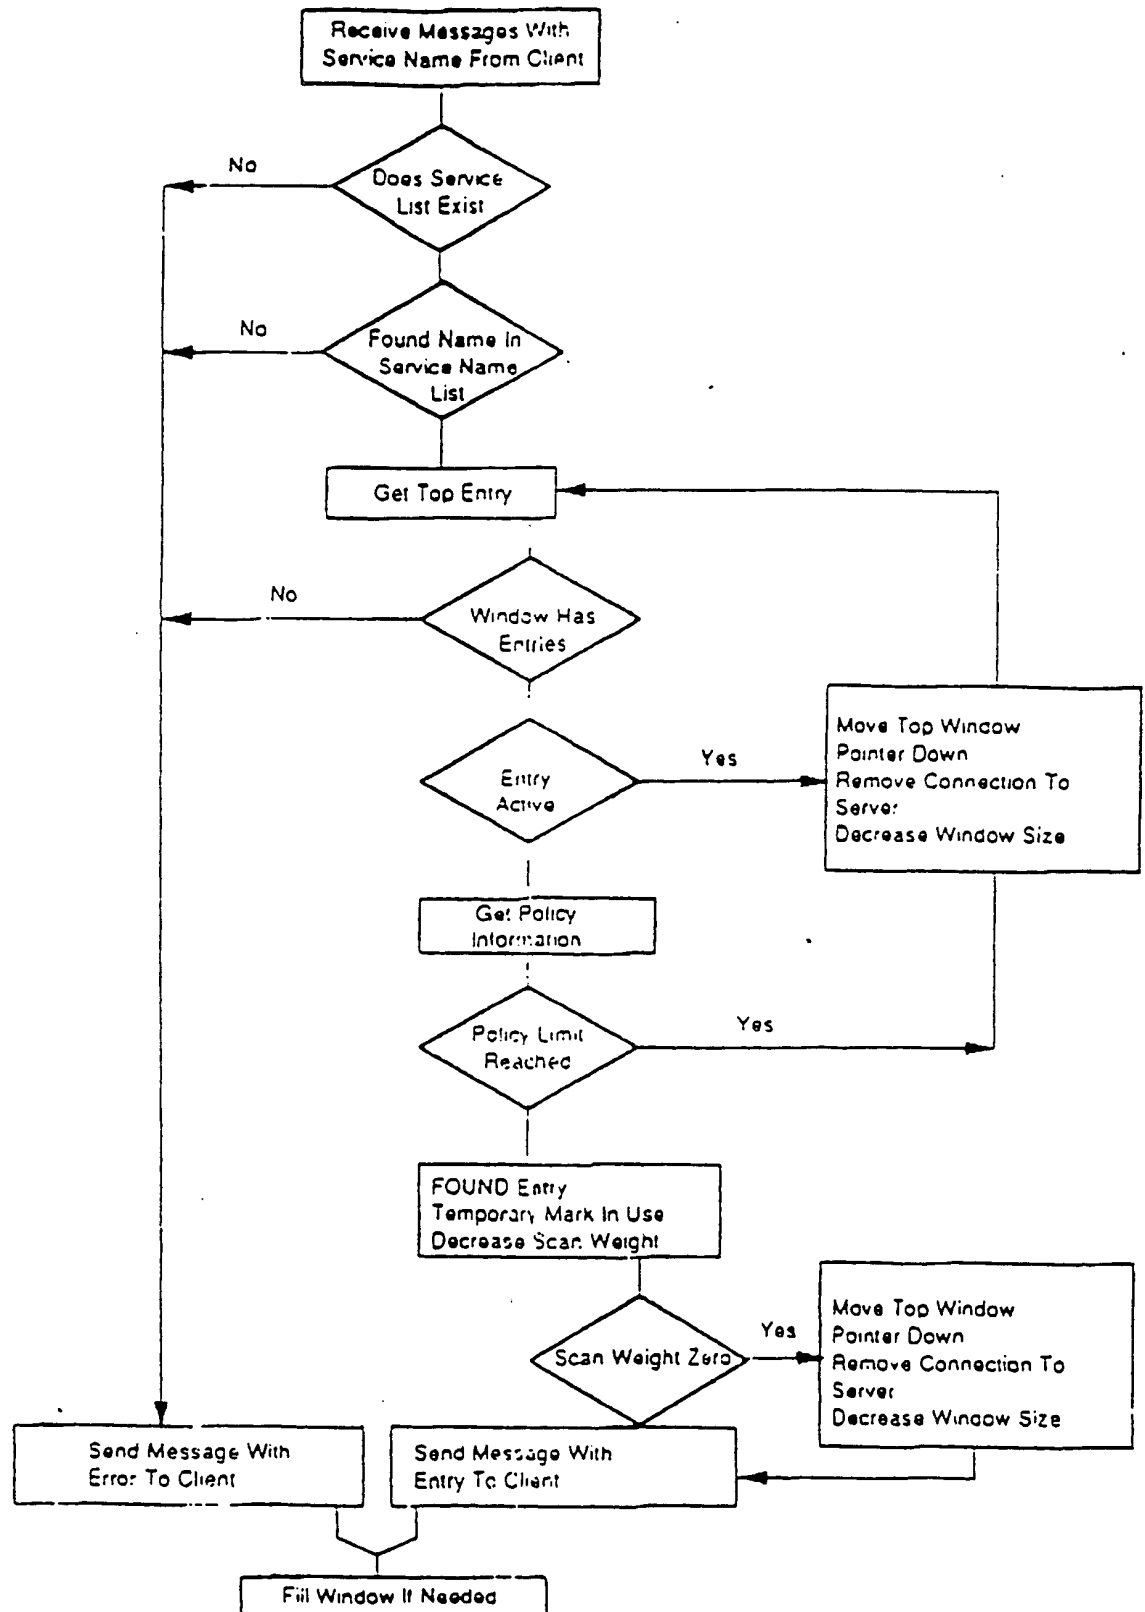 Receive Messages With
Service Name From Client
Does Service
List Exist
No
Found Name In
Service Name
List
No
Get Top Entry
Window Has
Entries
No
Entry
Active
Yes
Move Top Window
Pointer Down
Remove Connection To
Server
Decrease Window Size
Get Policy
Information
Policy Limit
Reached
Yes
FOUND Entry
Temporary Mark In Use
Decrease Scan Weight
Scan Weight Zero
Yes
Move Top Window
Pointer Down
Remove Connection To
Server
Decrease Window Size
Send Message With
Error To Client
Send Message With
Entry To Client
Fill Window If Needed